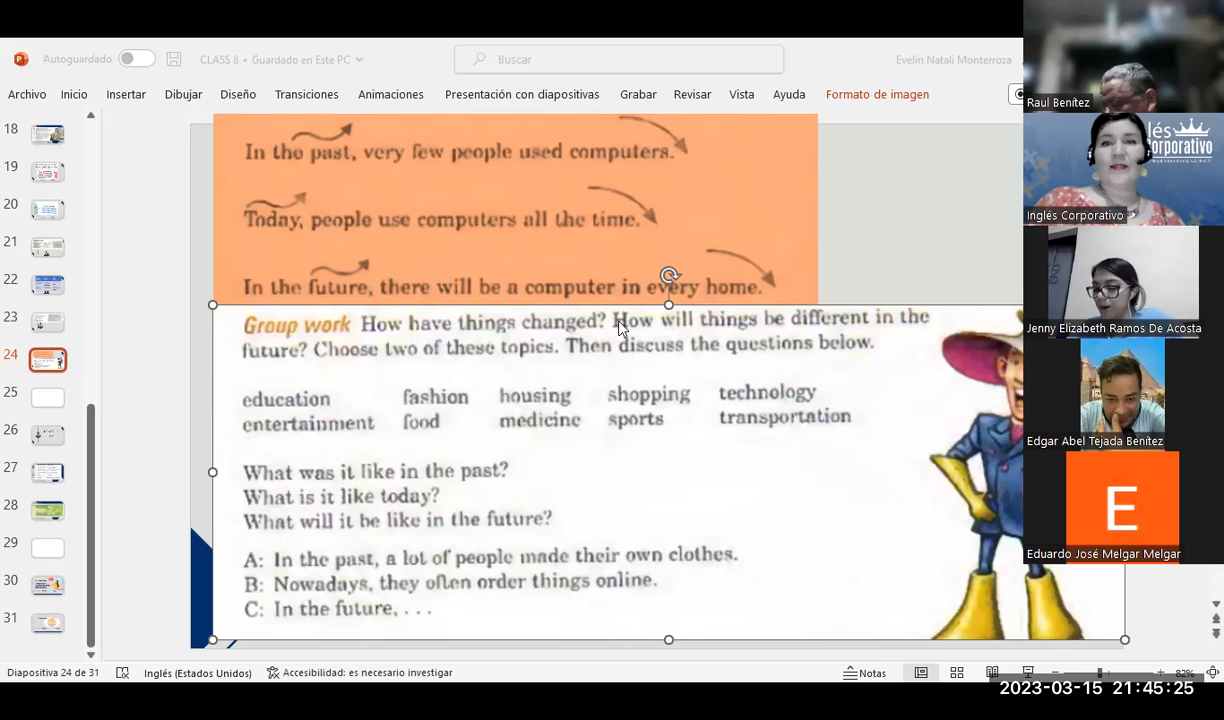 Autoguardado
CLASS 8 • Guardado en Este PC
Buscar
Evelin Natali Monterroza
Archivo Inicio Insertar Dibujar Diseño Transiciones Animaciones Presentación con diapositivas Grabar Revisar Vista Ayuda Formato de imagen
18
19
20
21
22
23
24
25
26
27
28
29
30
31
In the past, very few people used computers.
Today, people use computers all the time.
In the future, there will be a computer in every home.
Group work How have things changed? How will things be different in the
future? Choose two of these topics. Then discuss the questions below.
education fashion housing shopping technology
entertainment food medicine sports transportation
What was it like in the past?
What is it like today?
What will it be like in the future?
A: In the past, a lot of people made their own clothes.
B: Nowadays, they often order things online.
C: In the future, . . .
Raul Benítez
lés
orporativo
Inglés Corporativo
Jenny Elizabeth Ramos De Acosta
Edgar Abel Tejada Benítez
E
Eduardo José Melgar Melgar
Diapositiva 24 de 31
Inglés (Estados Unidos)
Accesibilidad: es necesario investigar
Notas
82%
2023-03-15 21:45:25